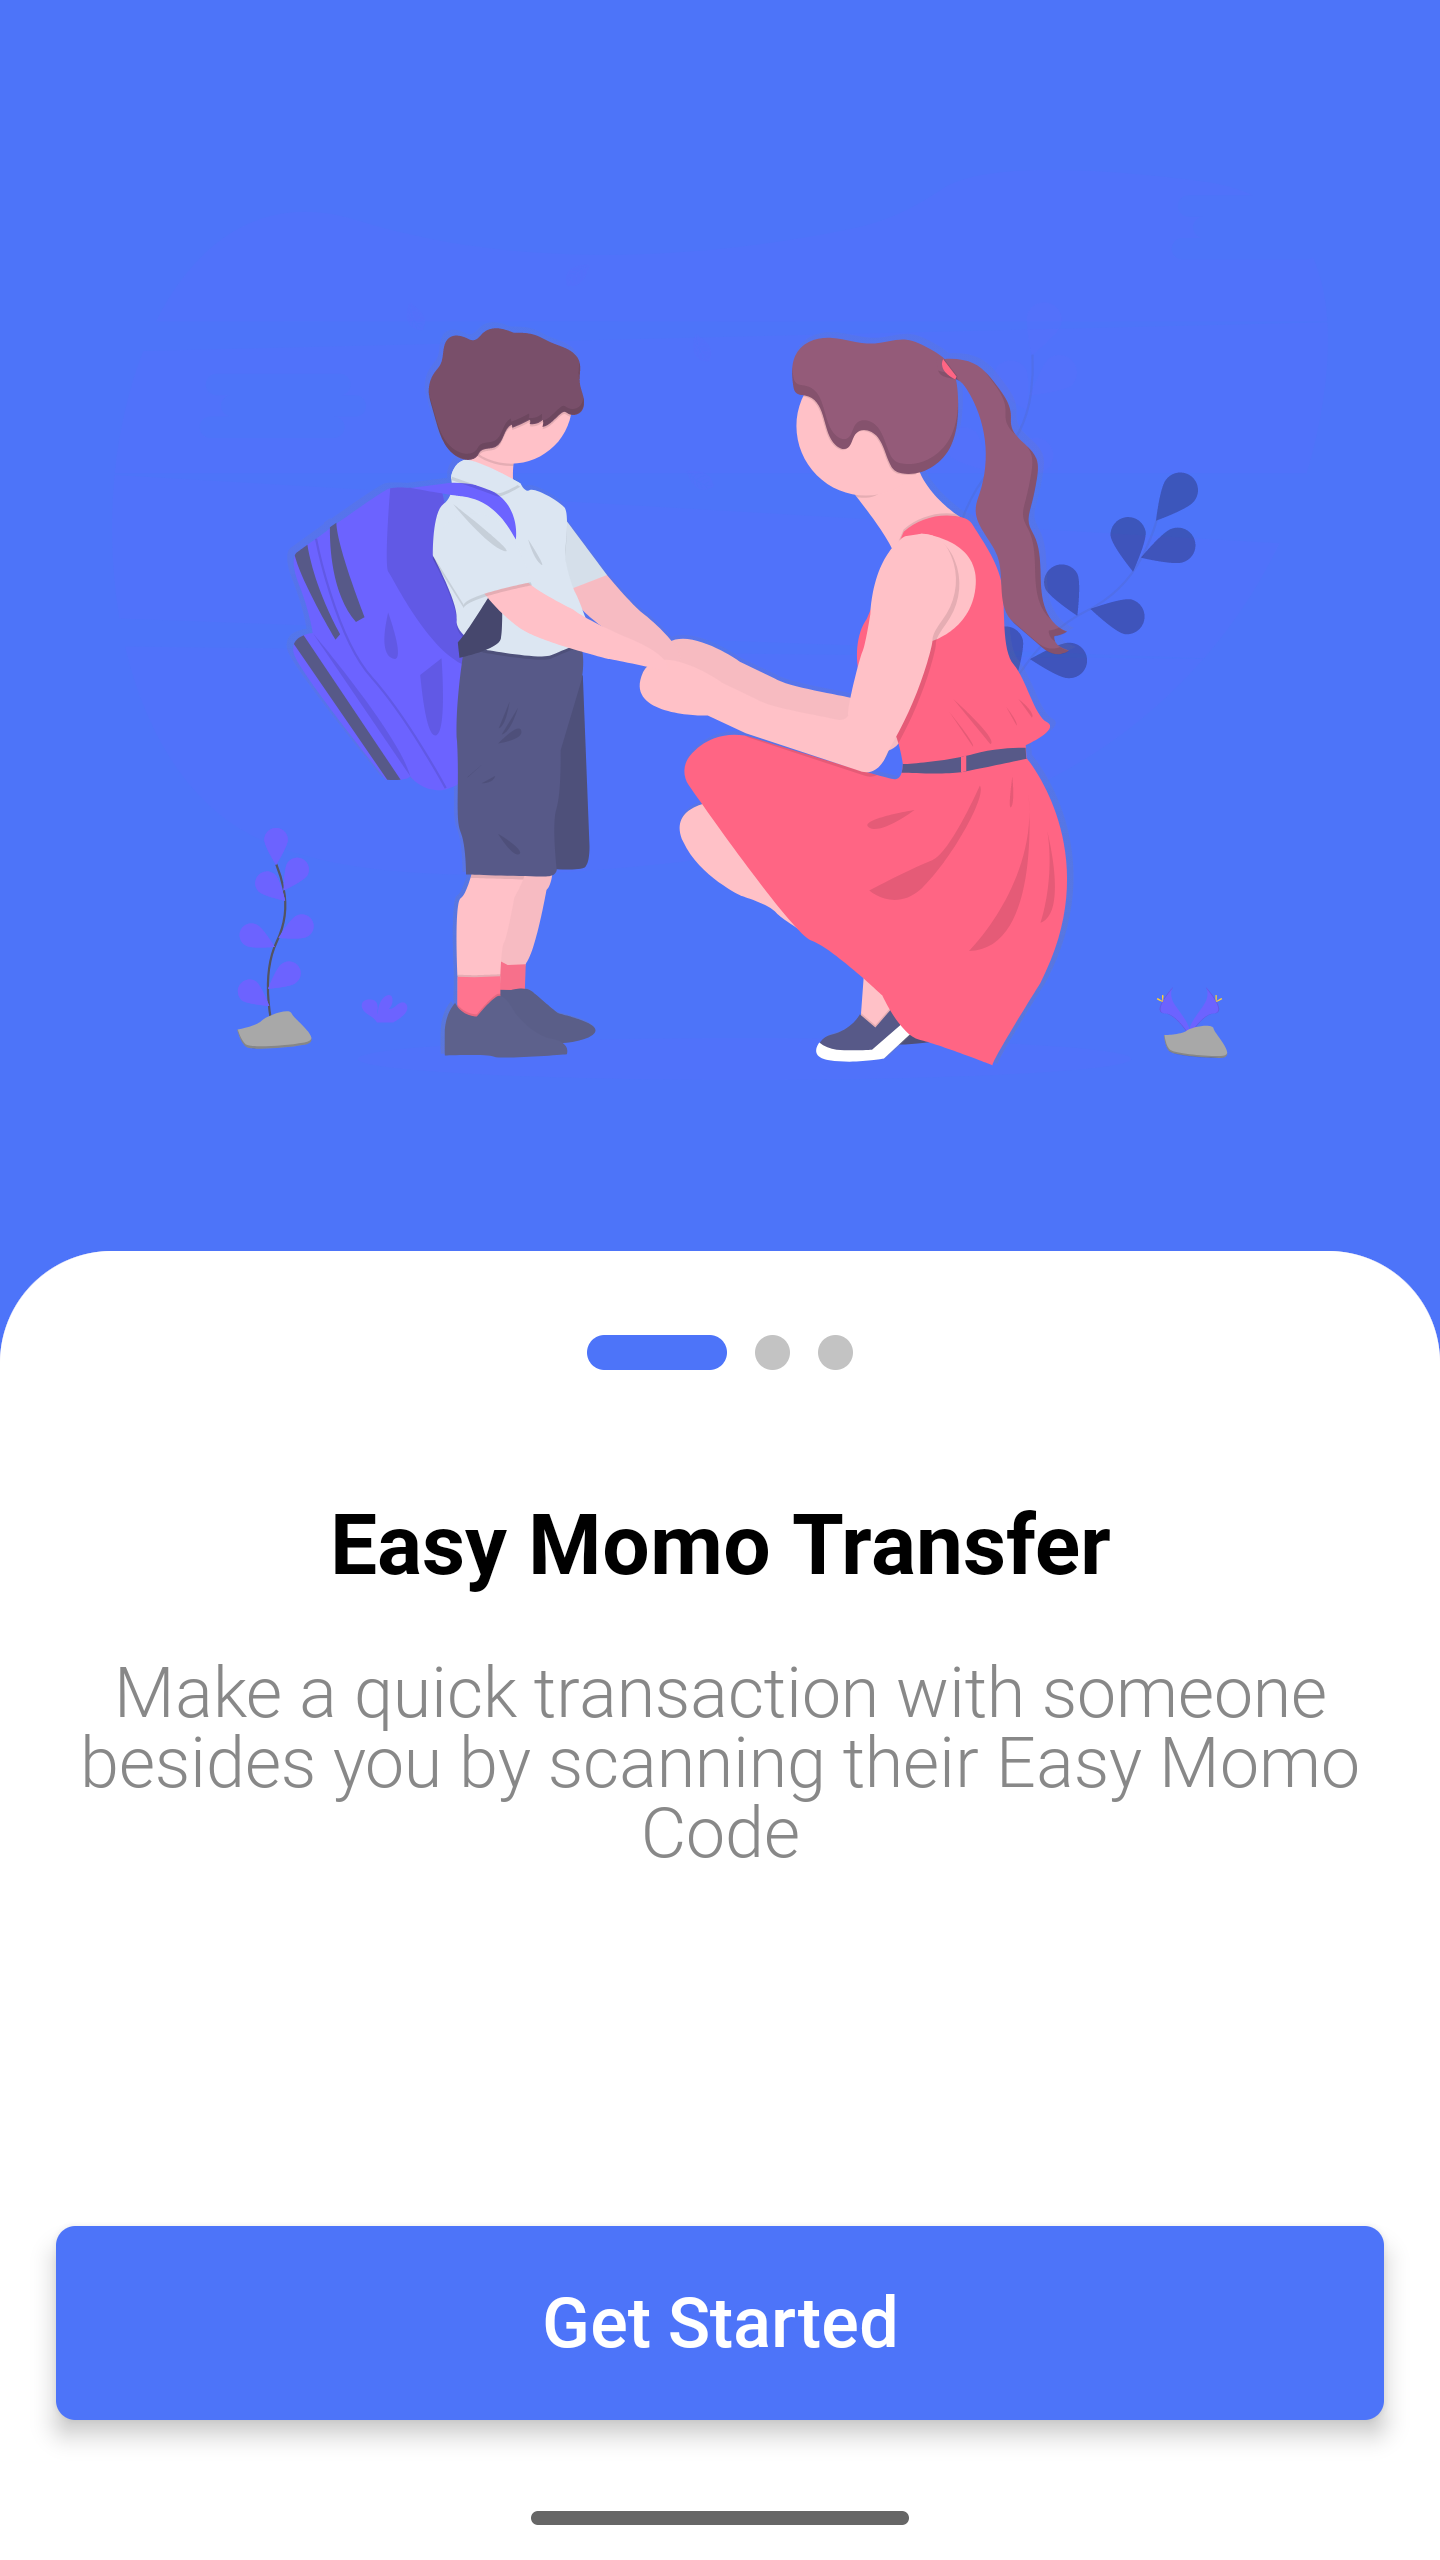 Easy Momo Transfer
Make a quick transaction with someone
besides you by scanning their Easy Momo
Code
Get Started